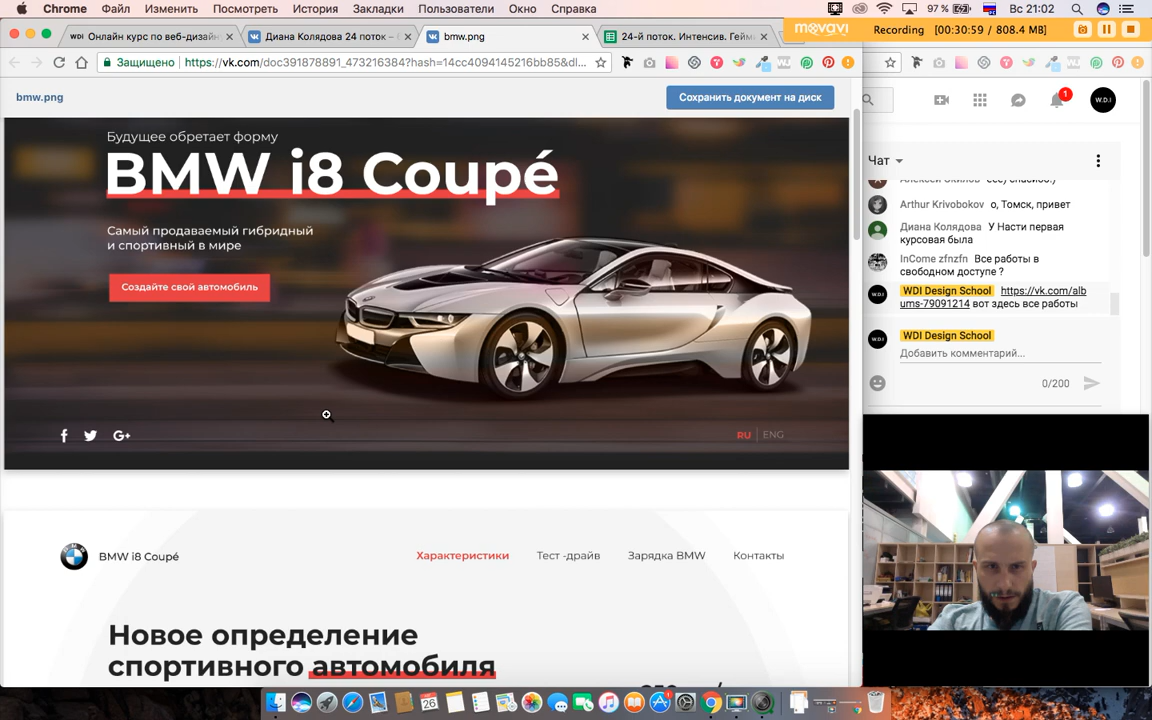 Chrome Файл Изменить Посмотреть История Закладки Пользователи Окно Справка 97 % Вс 21:02
WDI Онлайн курс по веб-дизайн
Диана Колядова 24 поток –
bmw.png
24-й поток. Интенсив. Гейм
movavi
Recording [00:30:59 / 808.4 MB]
Защищено https://vk.com/doc391878891_473216384?hash=14cc4094145216bb85&dl...
bmw.png
Сохранить документ на диск
1
W.D.I
Будущее обретает форму
BMW i8 Coupé
Самый продаваемый гибридный
и спортивный в мире
Создайте свой автомобиль
G+
RU ENG
BMW i8 Coupé
Характеристики Тест -драйв Зарядка BMW Контакты
Новое определение
спортивного автомобиля
Чат
Arthur Krivobokov о, Томск, привет
Диана Колядова У Насти первая
курсовая была
InCome zfnzfn Все работы в
свободном доступе ?
WDI Design School https://vk.com/alb
ums-79091214 вот здесь все работы
WDI Design School
Добавить комментарий...
0/200
26